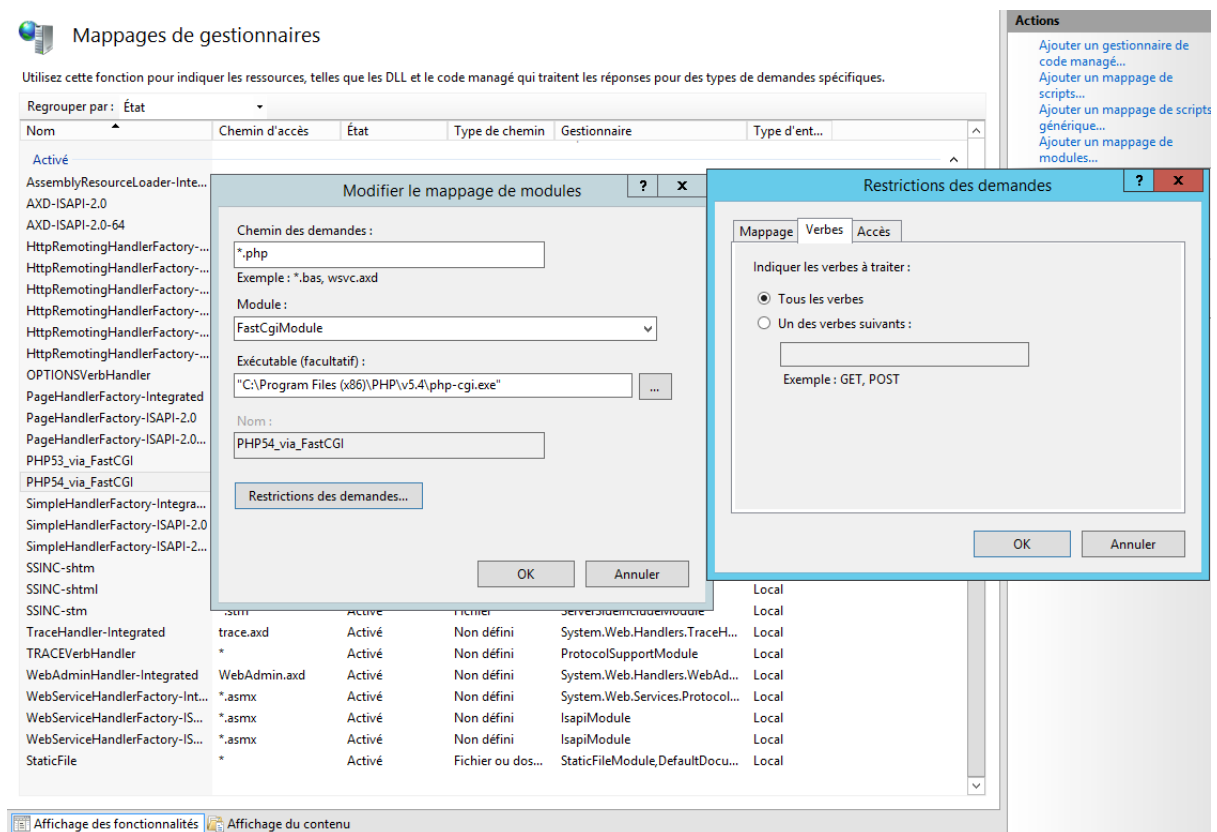 Mappages de gestionnaires
Utilisez cette fonction pour indiquer les ressources, telles que les DLL et le code managé qui traitent les réponses pour des types de demandes spécifiques.
Regrouper par : État
Nom Chemin d'accès État Type de chemin Gestionnaire Type d'ent...
Activé
AssemblyResourceLoader-Inte...
AXD-ISAPI-2.0
AXD-ISAPI-2.0-64
HttpRemotingHandlerFactory-...
HttpRemotingHandlerFactory-...
HttpRemotingHandlerFactory-...
HttpRemotingHandlerFactory-...
HttpRemotingHandlerFactory-...
HttpRemotingHandlerFactory-...
OPTIONSVerbHandler
PageHandlerFactory-Integrated
PageHandlerFactory-ISAPI-2.0
PageHandlerFactory-ISAPI-2.0...
PHP53_via_FastCGI
PHP54_via_FastCGI
SimpleHandlerFactory-Integra...
SimpleHandlerFactory-ISAPI-2.0
SimpleHandlerFactory-ISAPI-2...
SSINC-shtm
SSINC-shtml Local
SSINC-stm *.stm Activé Fichier ServerSideIncludeModule Local
TraceHandler-Integrated trace.axd Activé Non défini System.Web.Handlers.TraceH... Local
TRACEVerbHandler * Activé Non défini ProtocolSupportModule Local
WebAdminHandler-Integrated WebAdmin.axd Activé Non défini System.Web.Handlers.WebAd... Local
WebServiceHandlerFactory-Int... *.asmx Activé Non défini System.Web.Services.Protocol... Local
WebServiceHandlerFactory-IS... *.asmx Activé Non défini IsapiModule Local
WebServiceHandlerFactory-IS... *.asmx Activé Non défini IsapiModule Local
StaticFile * Activé Fichier ou dos... StaticFileModule,DefaultDocu... Local
Affichage des fonctionnalités Affichage du contenu
Modifier le mappage de modules ? x
Chemin des demandes :
*.php
Exemple : *.bas, wsvc.axd
Module :
FastCgiModule
Exécutable (facultatif) :
"C:\Program Files (x86)\PHP\v5.4\php-cgi.exe" ...
Nom :
PHP54_via_FastCGI
Restrictions des demandes...
OK Annuler
Restrictions des demandes ? x
Mappage Verbes Accès
Indiquer les verbes à traiter :
Tous les verbes
Un des verbes suivants :
Exemple : GET, POST
OK Annuler
Actions
Ajouter un gestionnaire de
code managé...
Ajouter un mappage de
scripts...
Ajouter un mappage de scripts
générique...
Ajouter un mappage de
modules...